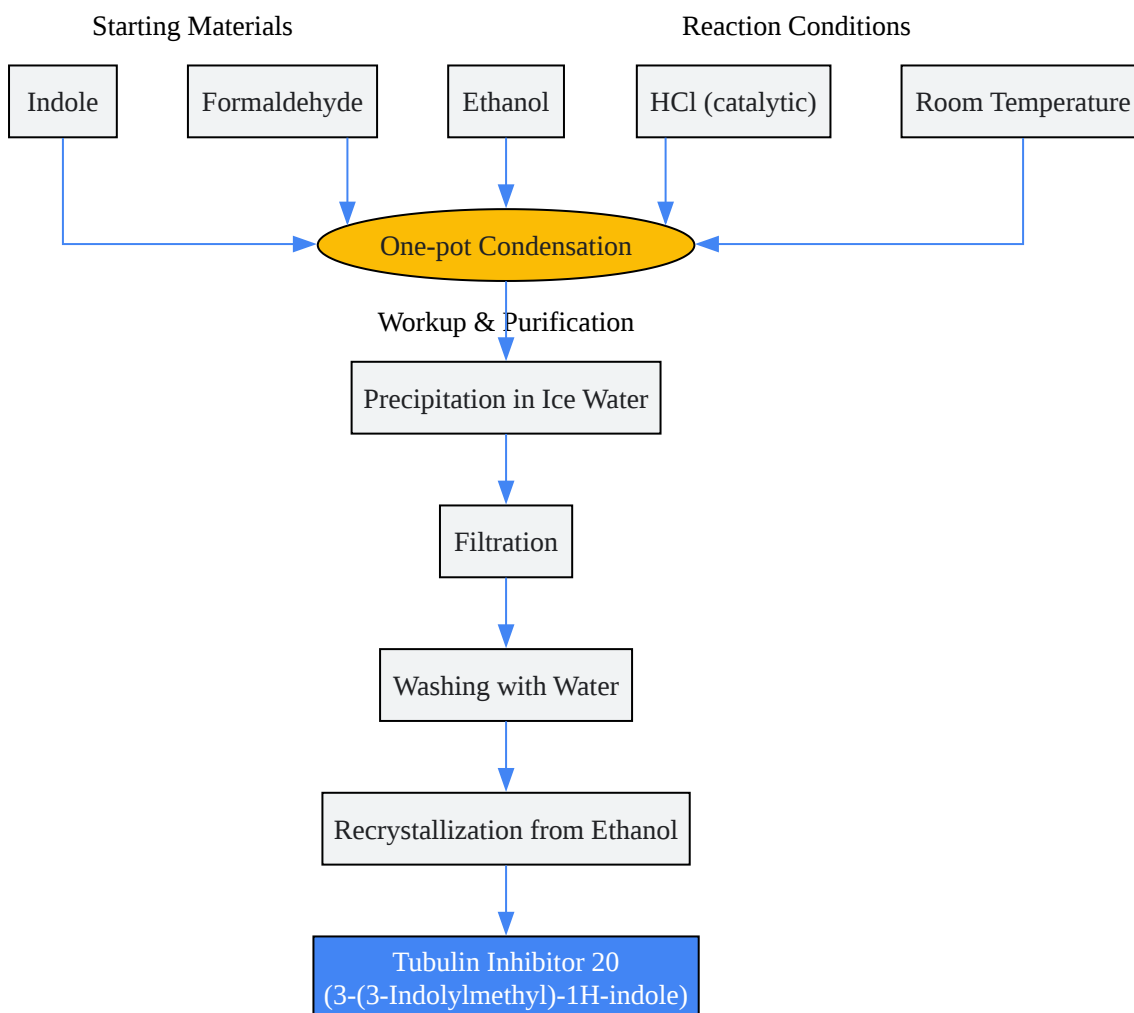 Starting Materials
Reaction Conditions
Indole
Formaldehyde
Ethanol
HCl (catalytic)
Room Temperature
One-pot Condensation
Workup & Purification
Precipitation in Ice Water
Filtration
Washing with Water
Recrystallization from Ethanol
Tubulin Inhibitor 20
(3-(3-Indolylmethyl)-1H-indole)